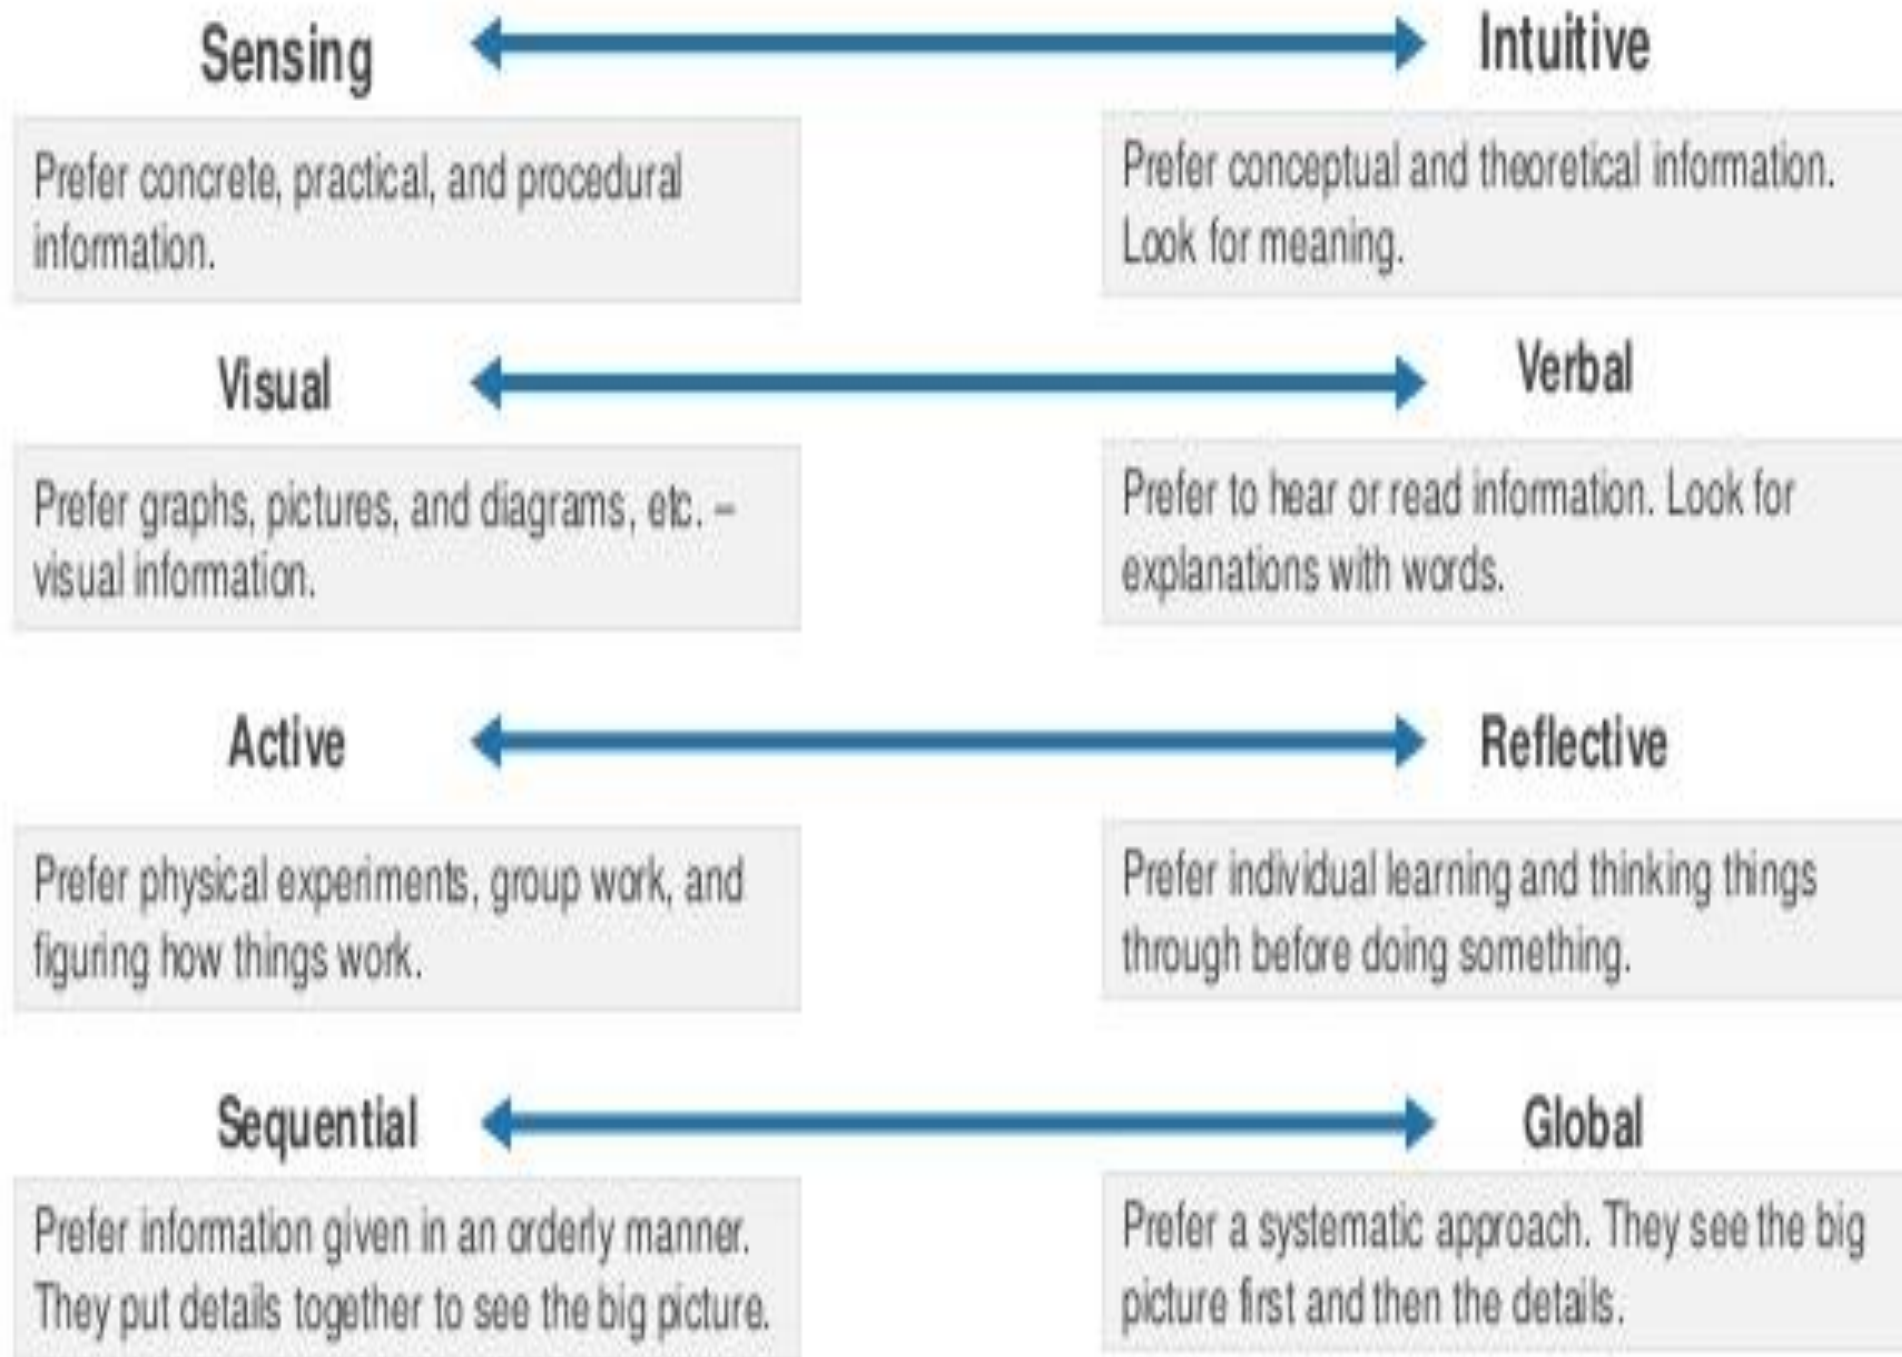 Sensing
Intuitive
Prefer concrete, practical, and procedural
information.
Prefer conceptual and theoretical information.
Look for meaning.
Visual
Verbal
Prefer graphs, pictures, and diagrams, etc. –
visual information.
Prefer to hear or read information. Look for
explanations with words.
Active
Reflective
Prefer physical experiments, group work, and
figuring how things work.
Prefer individual learning and thinking things
through before doing something.
Sequential
Global
Prefer information given in an orderly manner.
They put details together to see the big picture.
Prefer a systematic approach. They see the big
picture first and then the details.